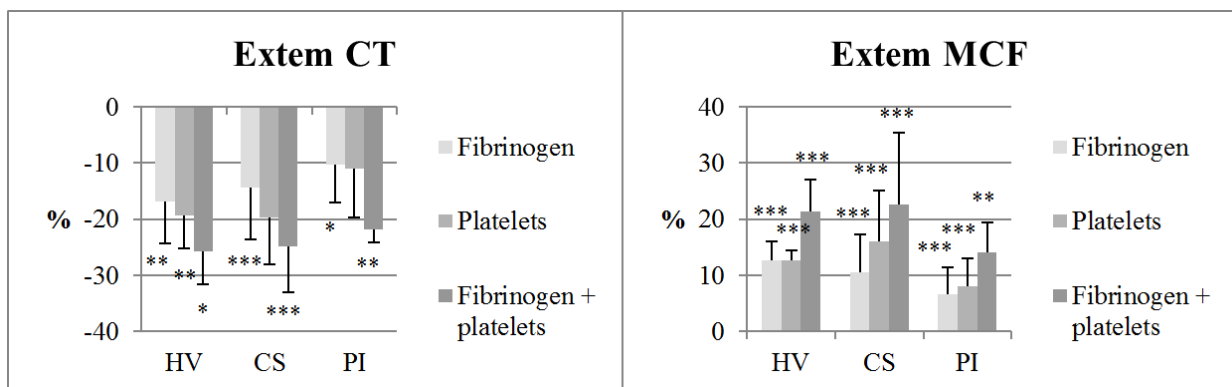 Extem CT
0
-10
%
-20
-30
-40
**
**
*
***
***
*
**
HV
CS
PI
Fibrinogen
Platelets
Fibrinogen +
platelets
Extem MCF
40
30
%
20
10
0
***
***
***
***
***
***
***
***
**
HV
CS
PI
Fibrinogen
Platelets
Fibrinogen +
platelets